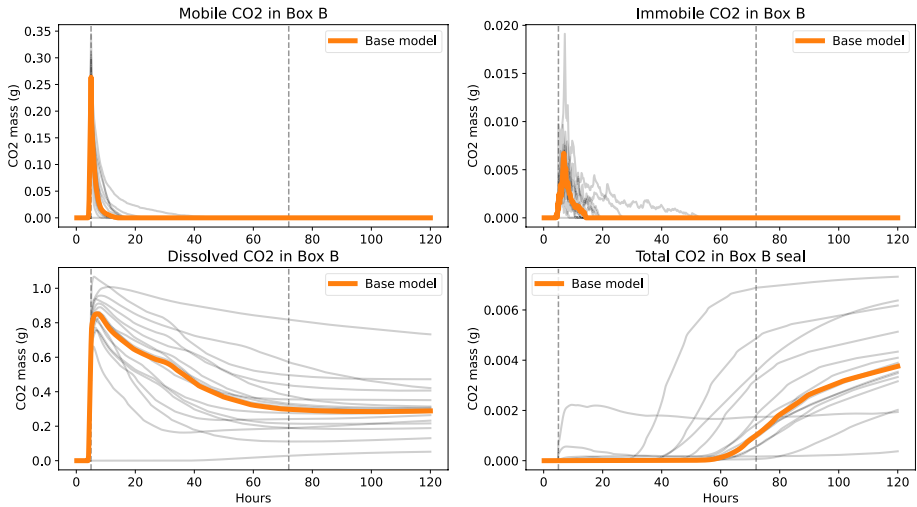 Mobile CO2 in Box B
CO2 mass (g)
0.35
0.30
0.25
0.20
0.15
0.10
0.05
0.00
0 20 40 60 80 100 120
Base model
Immobile CO2 in Box B
CO2 mass (g)
0.020
0.015
0.010
0.005
0.000
0 20 40 60 80 100 120
Base model
Dissolved CO2 in Box B
CO2 mass (g)
1.0
0.8
0.6
0.4
0.2
0.0
0 20 40 60 80 100 120
Hours
Base model
Total CO2 in Box B seal
CO2 mass (g)
0.006
0.004
0.002
0.000
0 20 40 60 80 100 120
Hours
Base model